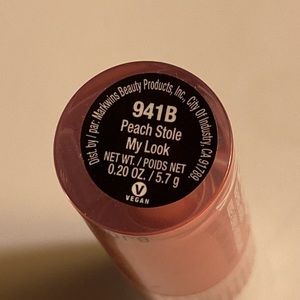 Dist. by / par: Markwins Beauty Products, Inc., City Of Industry, CA 91789
941B
Peach Stole
My Look
NET WT. / POIDS NET
0.20 OZ. / 5.7 g
V
VEGAN